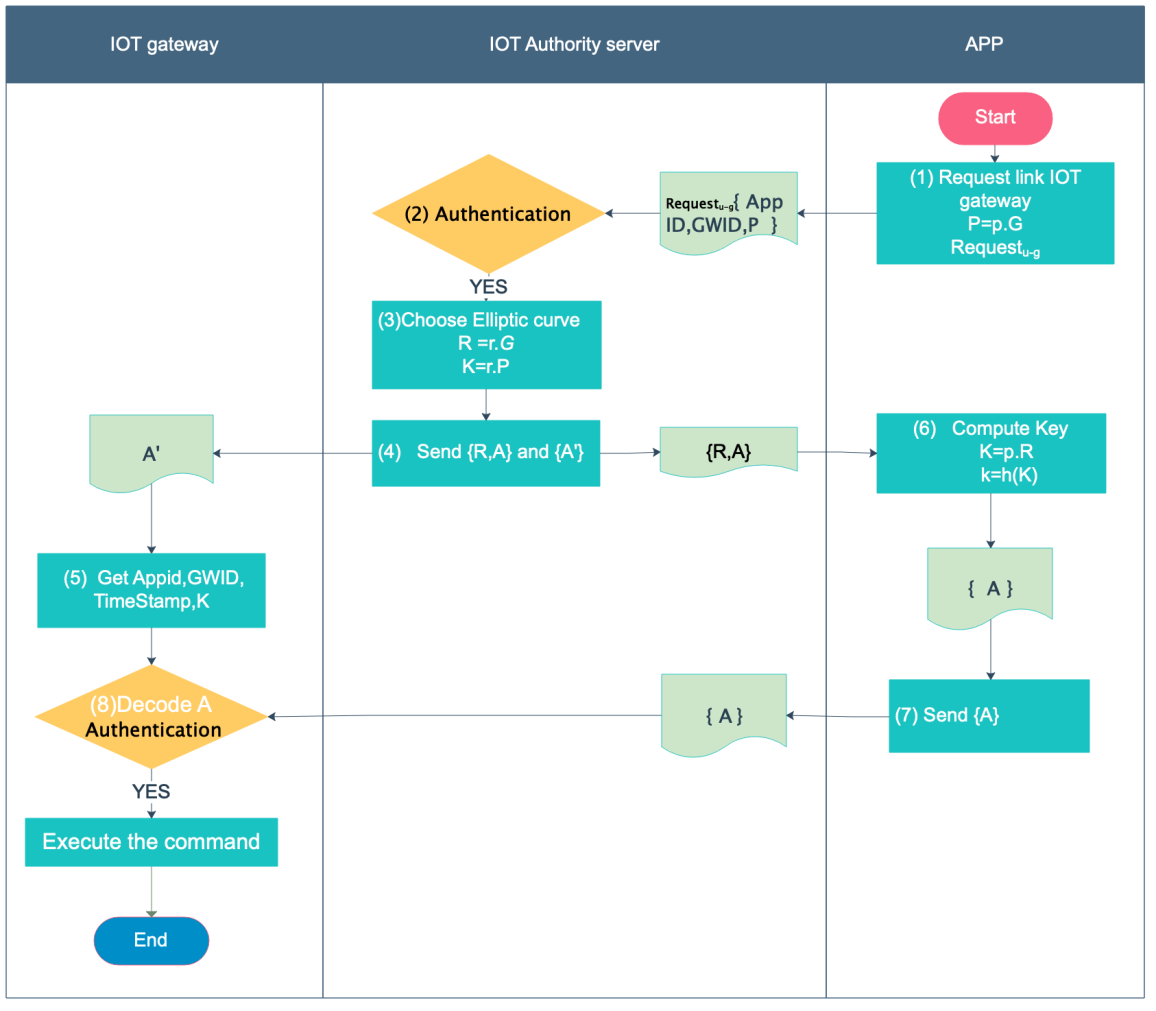 IOT gateway
IOT Authority server
APP
Start
(1) Request link IOT
gateway
P=p.G
Requestu-g
Requestu-g{ App
ID,GWID,P }
(2) Authentication
YES
(3)Choose Elliptic curve
R =r.G
K=r.P
(4) Send {R,A} and {A'}
{R,A}
A'
(6) Compute Key
K=p.R
k=h(K)
(5) Get Appid,GWID,
TimeStamp,K
{ A }
(7) Send {A}
{ A }
(8)Decode A
Authentication
YES
Execute the command
End